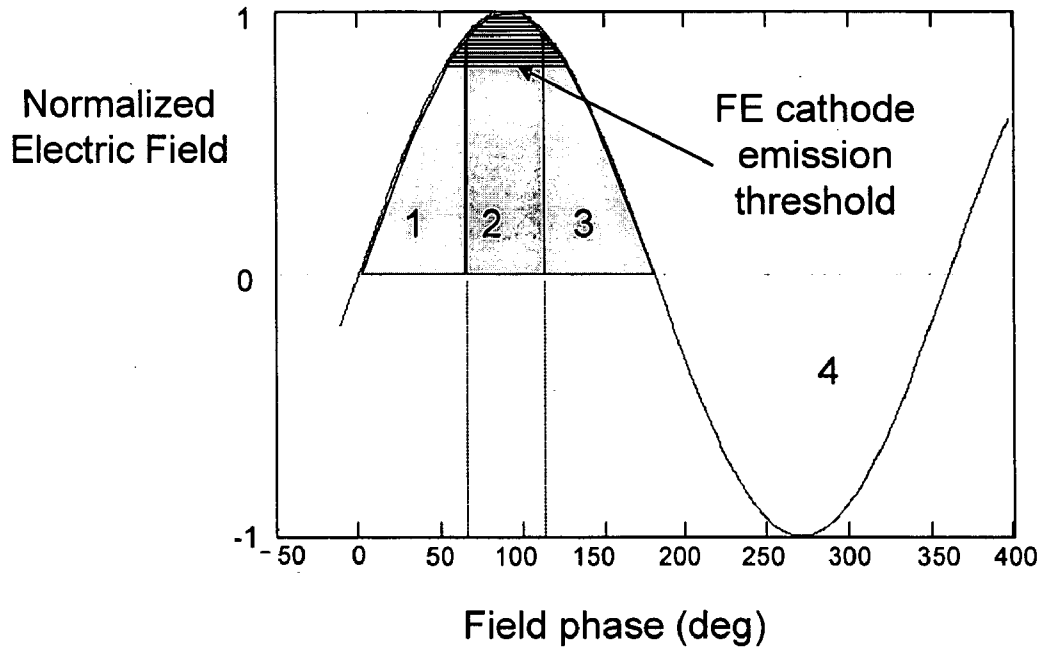 Normalized
Electric Field
1
0
-1
FE cathode
emission
threshold
1
2
3
4
-50 0 50 100 150 200 250 300 350 400
Field phase (deg)